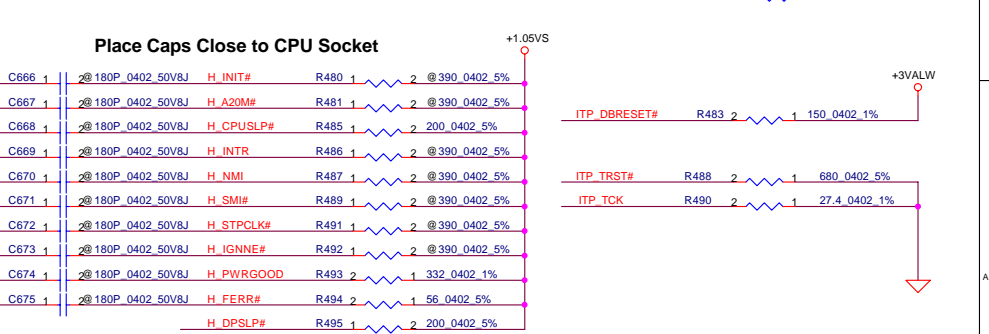 Place Caps Close to CPU Socket
+1.05VS
C666 1 2 @180P_0402_50V8J H_INIT# R480 1 2 @390_0402_5%
C667 1 2 @180P_0402_50V8J H_A20M# R481 1 2 @390_0402_5%
C668 1 2 @180P_0402_50V8J H_CPUSLP# R485 1 2 200_0402_5%
C669 1 2 @180P_0402_50V8J H_INTR R486 1 2 @390_0402_5%
C670 1 2 @180P_0402_50V8J H_NMI R487 1 2 @390_0402_5%
C671 1 2 @180P_0402_50V8J H_SMI# R489 1 2 @390_0402_5%
C672 1 2 @180P_0402_50V8J H_STPCLK# R491 1 2 @390_0402_5%
C673 1 2 @180P_0402_50V8J H_IGNNE# R492 1 2 @390_0402_5%
C674 1 2 @180P_0402_50V8J H_PWRGOOD R493 2 1 332_0402_1%
C675 1 2 @180P_0402_50V8J H_FERR# R494 2 1 56_0402_5%
H_DPSLP# R495 1 2 200_0402_5%
+3VALW
ITP_DBRESET# R483 2 1 150_0402_1%
ITP_TRST# R488 2 1 680_0402_5%
ITP_TCK R490 2 1 27.4_0402_1%
A